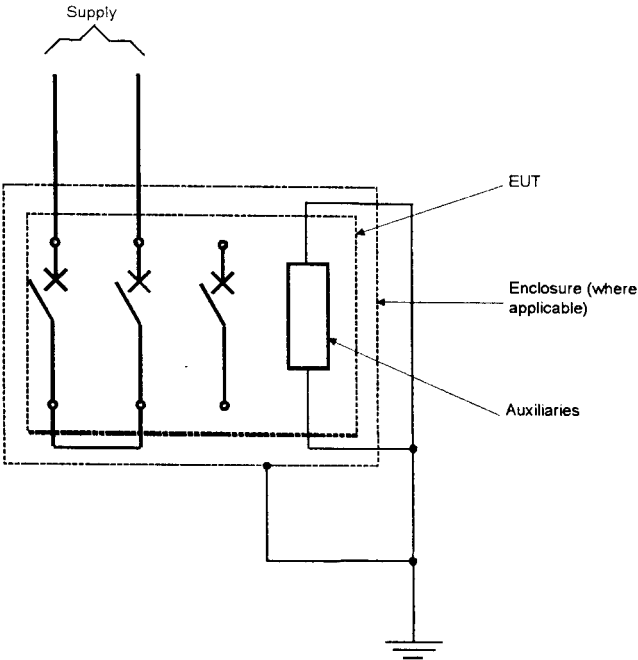 Supply
EUT
Enclosure (where
applicable)
Auxiliaries